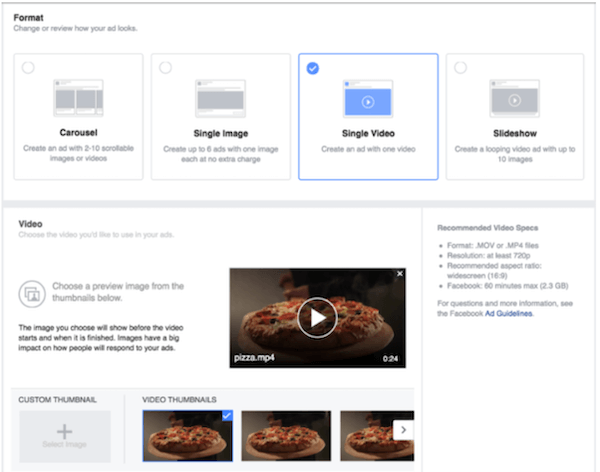 Format
Change or review how your ad looks.
Carousel
Create an ad with 2-10 scrollable
images or videos
Single Image
Create up to 6 ads with one image
each at no extra charge
Single Video
Create an ad with one video
Slideshow
Create a looping video ad with up to
10 images
Video
Choose the video you'd like to use in your ads.
Choose a preview image from the
thumbnails below.
The image you choose will show before the video
starts and when it is finished. Images have a big
impact on how people will respond to your ads.
pizza.mp4
0:24
CUSTOM THUMBNAIL
Select Image
VIDEO THUMBNAILS
Recommended Video Specs
• Format: .MOV or .MP4 files
• Resolution: at least 720p
• Recommended aspect ratio:
widescreen (16:9)
• Facebook: 60 minutes max (2.3 GB)
For questions and more information, see
the Facebook Ad Guidelines.